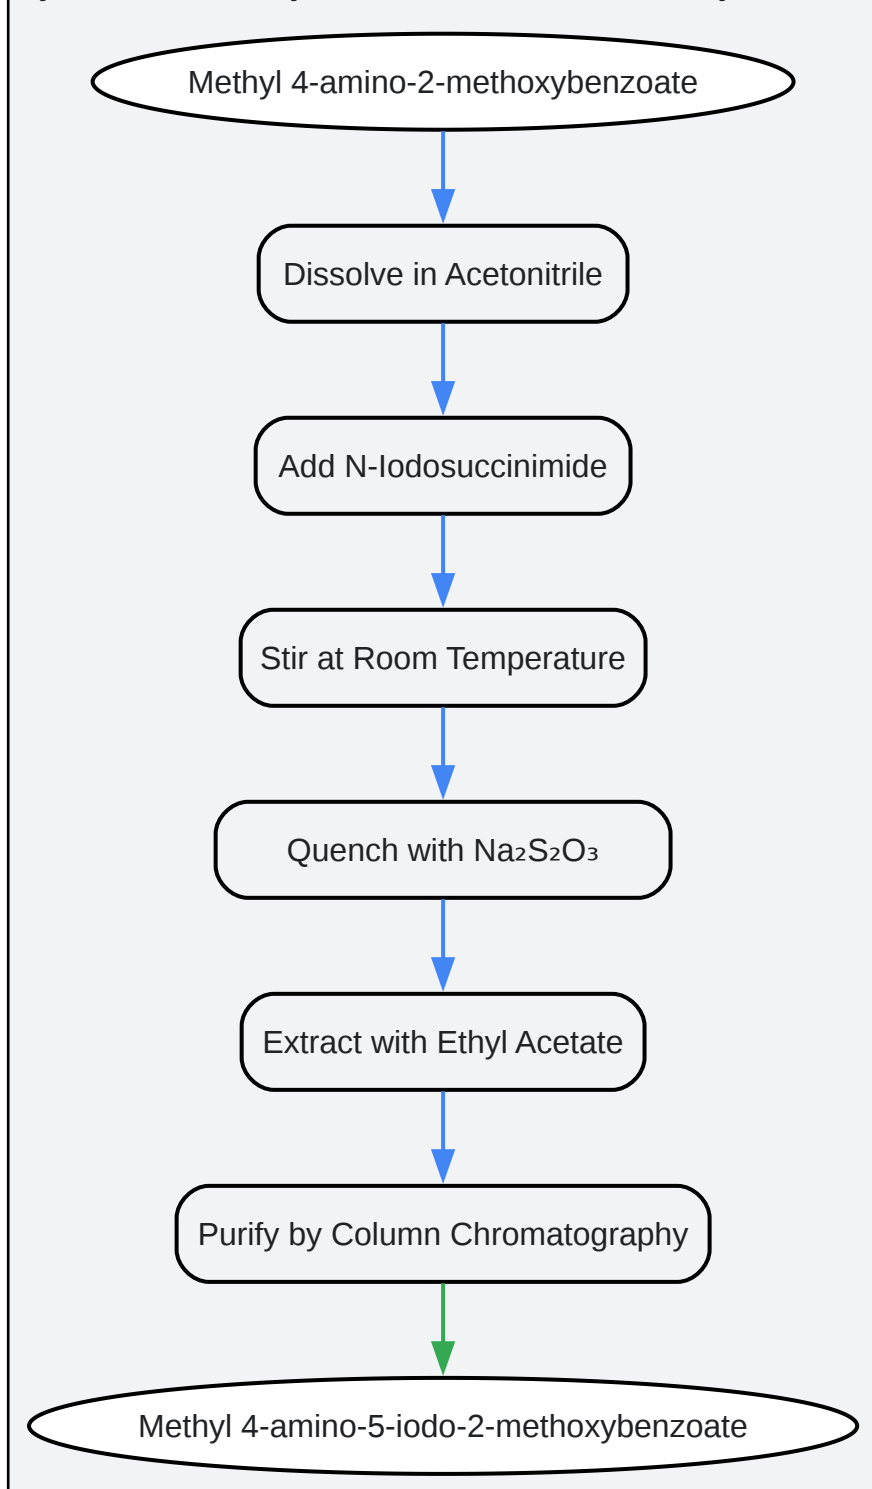 Methyl 4-amino-2-methoxybenzoate
Dissolve in Acetonitrile
Add N-Iodosuccinimide
Stir at Room Temperature
Quench with Na₂S₂O₃
Extract with Ethyl Acetate
Purify by Column Chromatography
Methyl 4-amino-5-iodo-2-methoxybenzoate